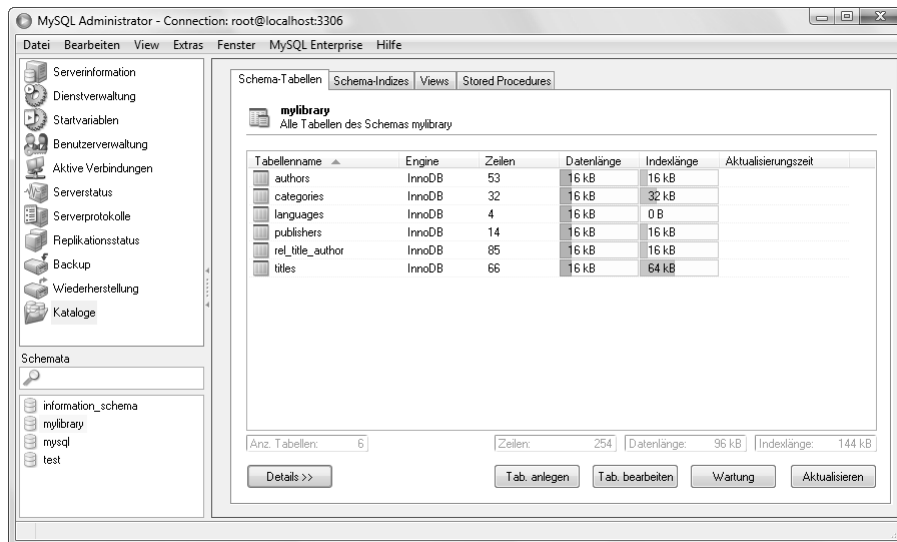 MySQL Administrator - Connection: root@localhost:3306
Datei Bearbeiten View Extras Fenster MySQL Enterprise Hilfe
Serverinformation
Dienstverwaltung
Startvariablen
Benutzerverwaltung
Aktive Verbindungen
Serverstatus
Serverprotokolle
Replikationsstatus
Backup
Wiederherstellung
Kataloge
Schemata
information_schema
mylibrary
mysql
test
Schema-Tabellen Schema-Indizes Views Stored Procedures
mylibrary
Alle Tabellen des Schemas mylibrary
Tabellenname Engine Zeilen Datenlänge Indexlänge Aktualisierungszeit
authors InnoDB 53 16 kB 16 kB
categories InnoDB 32 16 kB 32 kB
languages InnoDB 4 16 kB 0 B
publishers InnoDB 14 16 kB 16 kB
rel_title_author InnoDB 85 16 kB 16 kB
titles InnoDB 66 16 kB 64 kB
Anz. Tabellen: 6 Zeilen: 254 Datenlänge: 96 kB Indexlänge: 144 kB
Details >> Tab. anlegen Tab. bearbeiten Wartung Aktualisieren